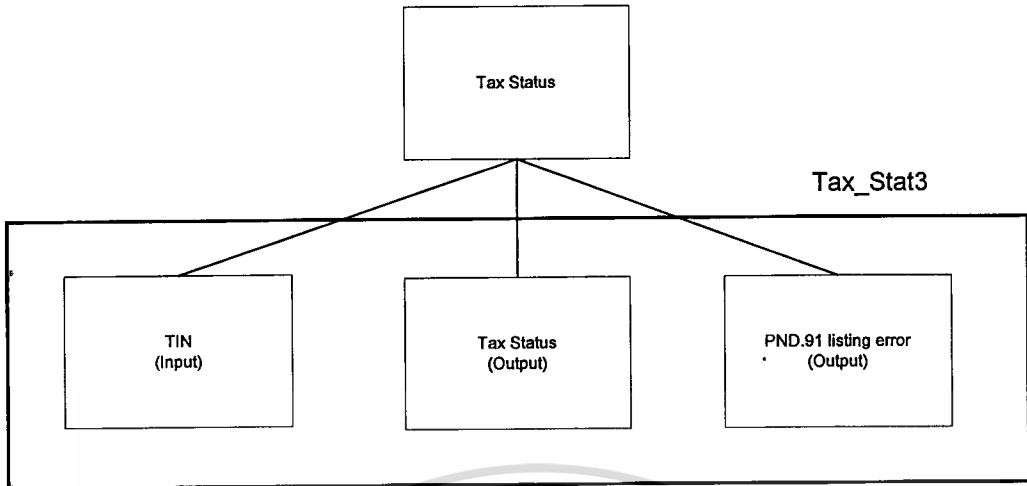 Tax Status
Tax_Stat3
TIN
(Input)
Tax Status
(Output)
PND.91 listing error
(Output)